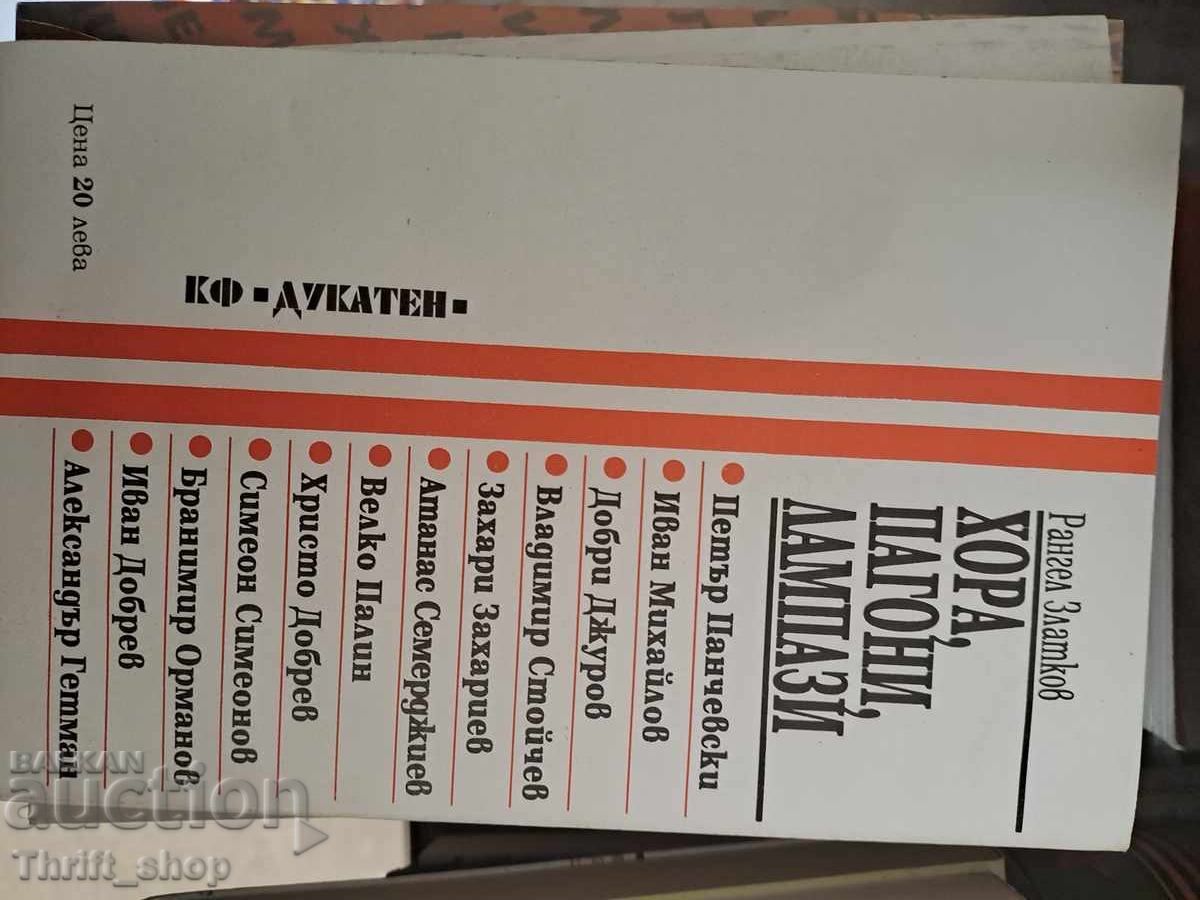 Рангел Златков
ХОРА,
ПАГОНИ,
ЛАМПАЗИ
Петър Панчевски
Иван Михайлов
Добри Джуров
Владимир Стойчев
Захари Захариев
Атанас Семерджиев
Велко Палин
Христо Добрев
Симеон Симеонов
Бранимир Орманов
Иван Добрев
Александър Гетман
КФ ▪ДУКАТЕН▪
Цена 20 лева
BALKAN
auction
Thrift_shop